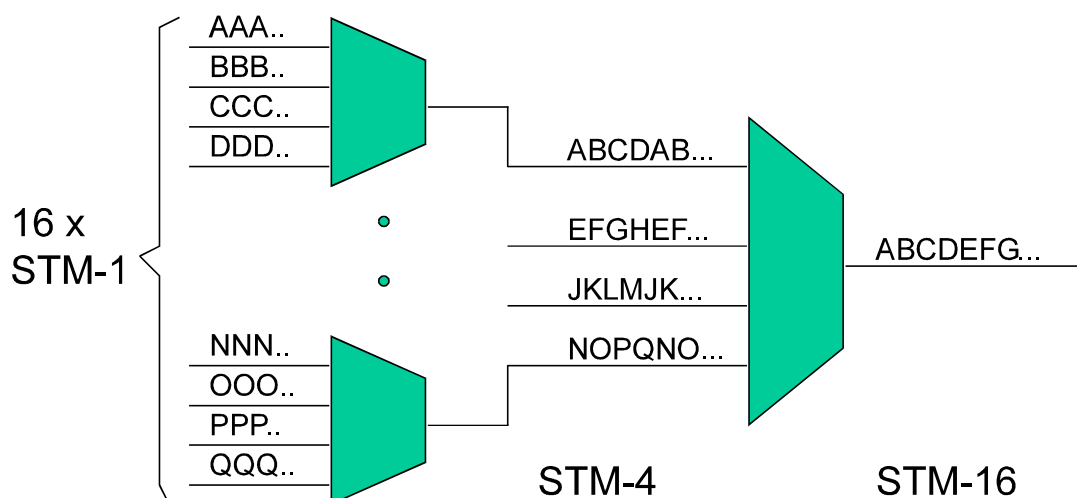 AAA..
BBB..
CCC..
DDD..
16 x
STM-1
NNN..
OOO..
PPP..
QQQ..
ABCDAB...
EFGHEF...
JKLMJK...
NOPQNO...
STM-4
ABCDEFG...
STM-16